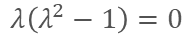 λ(λ² − 1) = 0